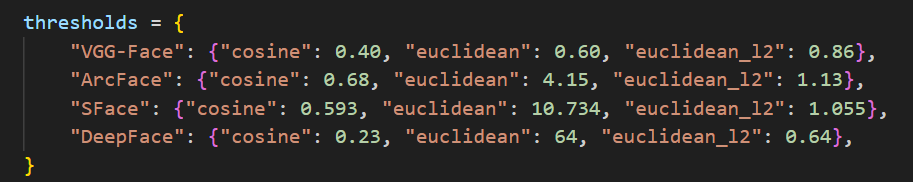 thresholds = {
    "VGG-Face": {"cosine": 0.40, "euclidean": 0.60, "euclidean_l2": 0.86},
    "ArcFace": {"cosine": 0.68, "euclidean": 4.15, "euclidean_l2": 1.13},
    "SFace": {"cosine": 0.593, "euclidean": 10.734, "euclidean_l2": 1.055},
    "DeepFace": {"cosine": 0.23, "euclidean": 64, "euclidean_l2": 0.64},
}